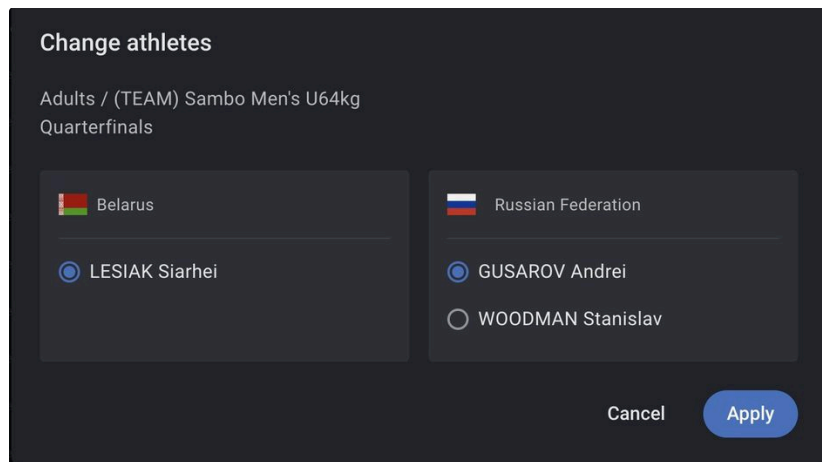 Change athletes
Adults / (TEAM) Sambo Men's U64kg
Quarterfinals
Belarus
LESIAK Siarhei
Russian Federation
GUSAROV Andrei
WOODMAN Stanislav
Cancel
Apply